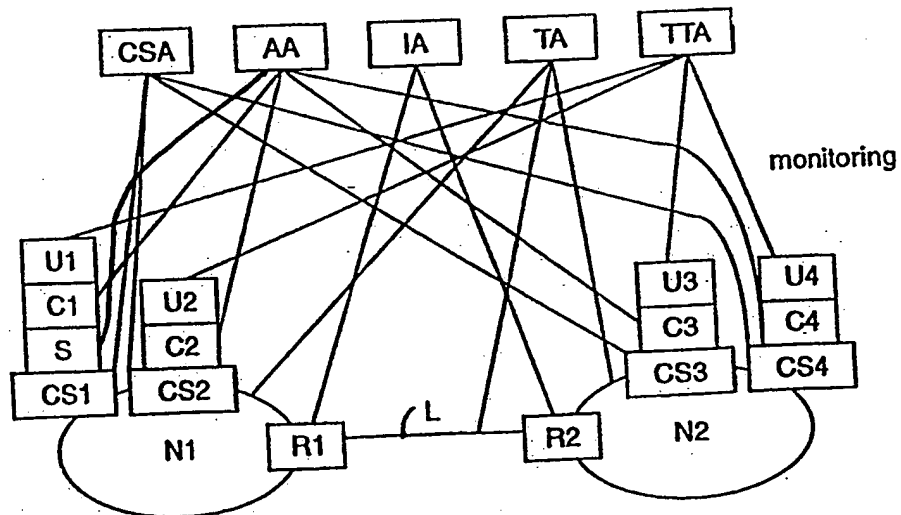 CSA AA IA TA TTA
monitoring
U1
C1
S
CS1
U2
C2
CS2
U3
C3
CS3
U4
C4
CS4
N1
R1
L
R2
N2